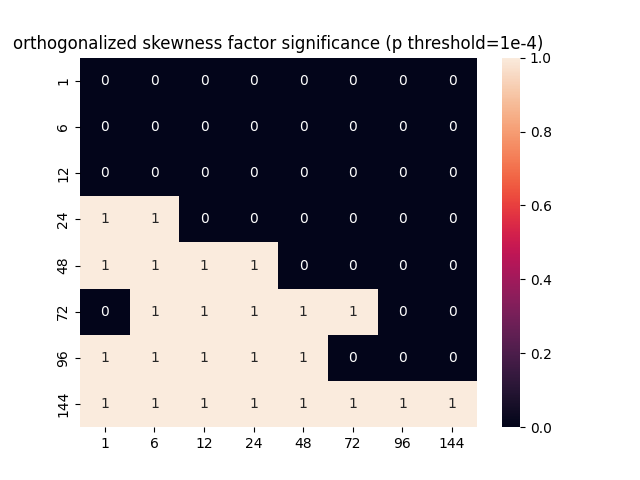 orthogonalized skewness factor significance (p threshold=1e-4)
1 0 0 0 0 0 0 0 0
6 0 0 0 0 0 0 0 0
12 0 0 0 0 0 0 0 0
24 1 1 0 0 0 0 0 0
48 1 1 1 1 0 0 0 0
72 0 1 1 1 1 1 0 0
96 1 1 1 1 1 0 0 0
144 1 1 1 1 1 1 1 1
1 6 12 24 48 72 96 144
1.0
0.8
0.6
0.4
0.2
0.0